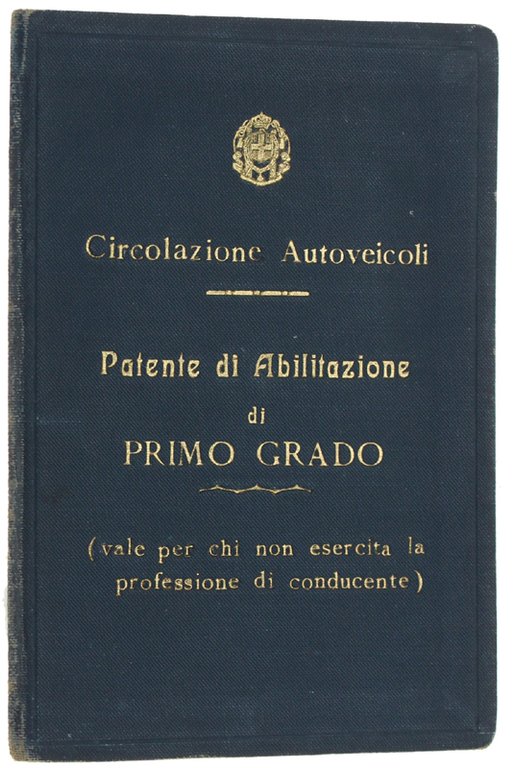 Circolazione Autoveicoli
Patente di Abilitazione
di
PRIMO GRADO
(vale per chi non esercita la
professione di conducente)